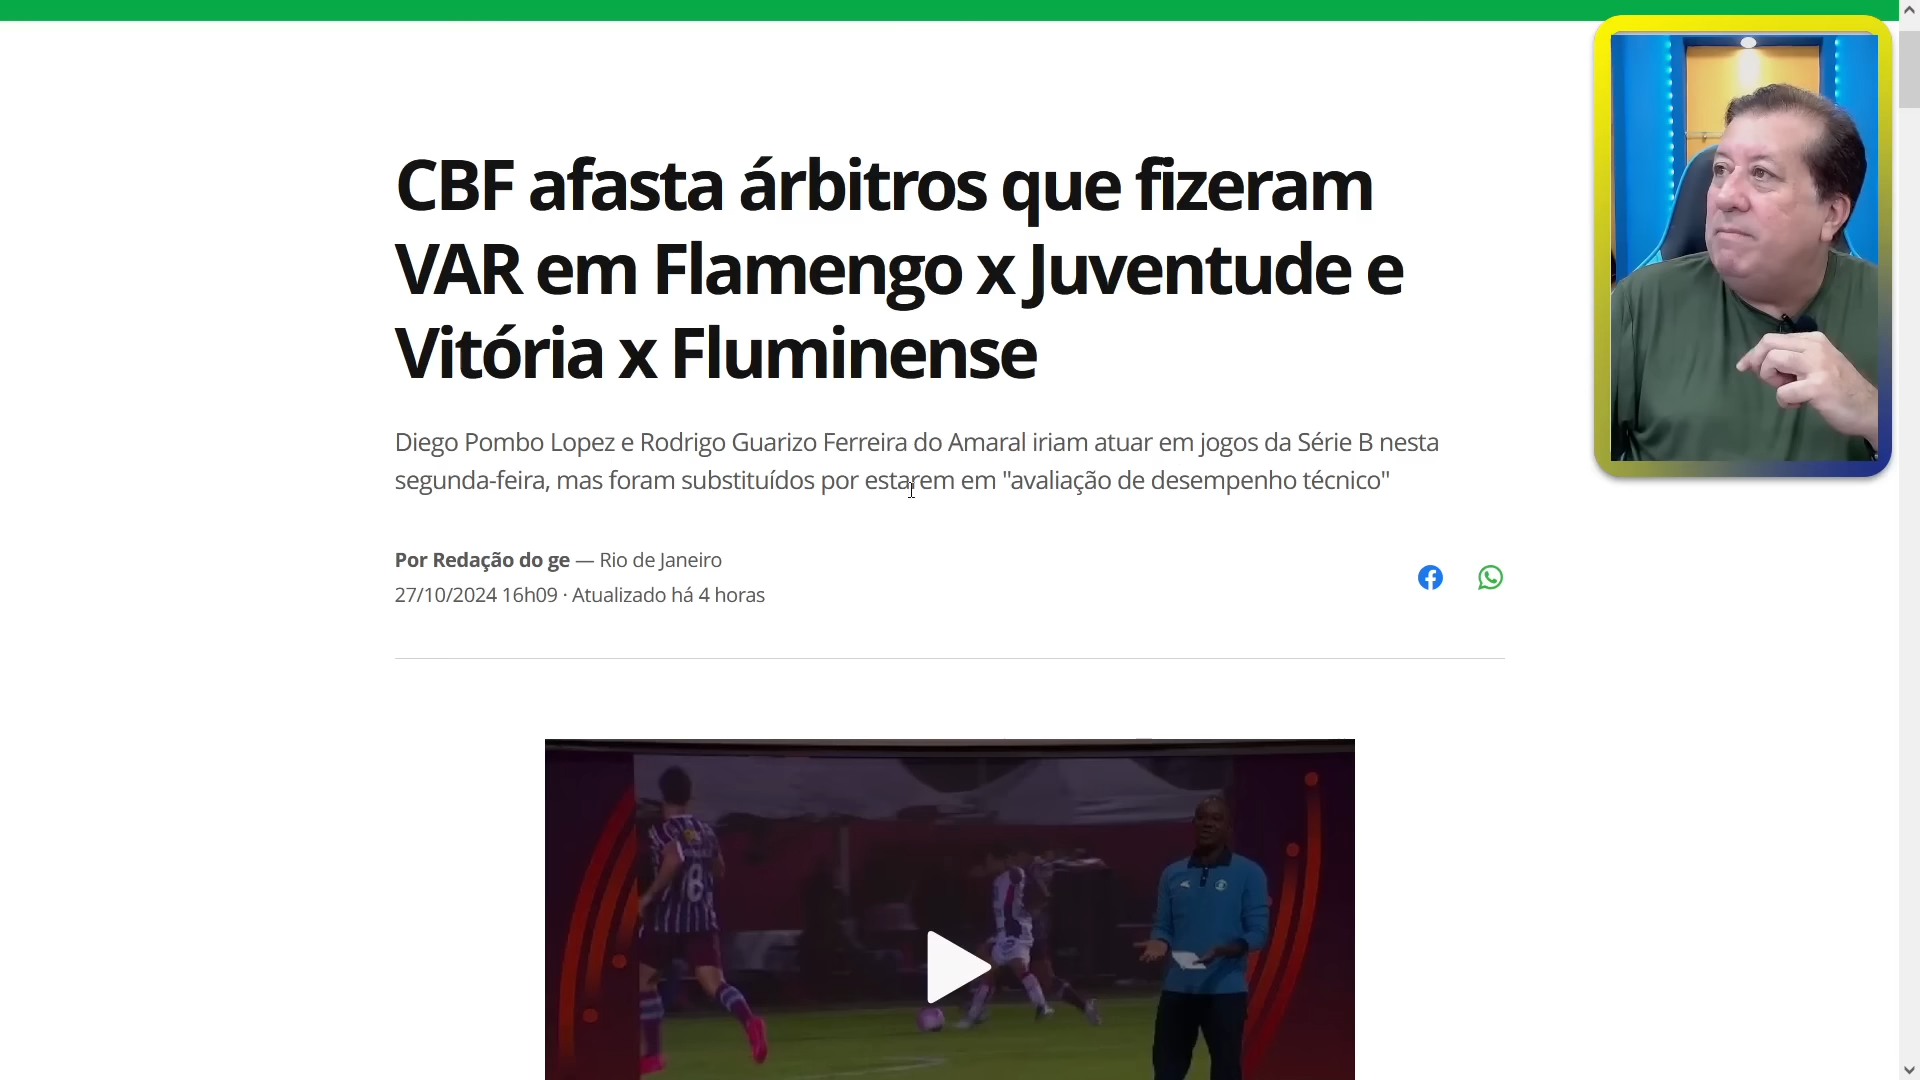 CBF afasta árbitros que fizeram
VAR em Flamengo x Juventude e
Vitória x Fluminense
Diego Pombo Lopez e Rodrigo Guarizo Ferreira do Amaral iriam atuar em jogos da Série B nesta
segunda-feira, mas foram substituídos por estarem em "avaliação de desempenho técnico"
Por Redação do ge — Rio de Janeiro
27/10/2024 16h09 · Atualizado há 4 horas
8